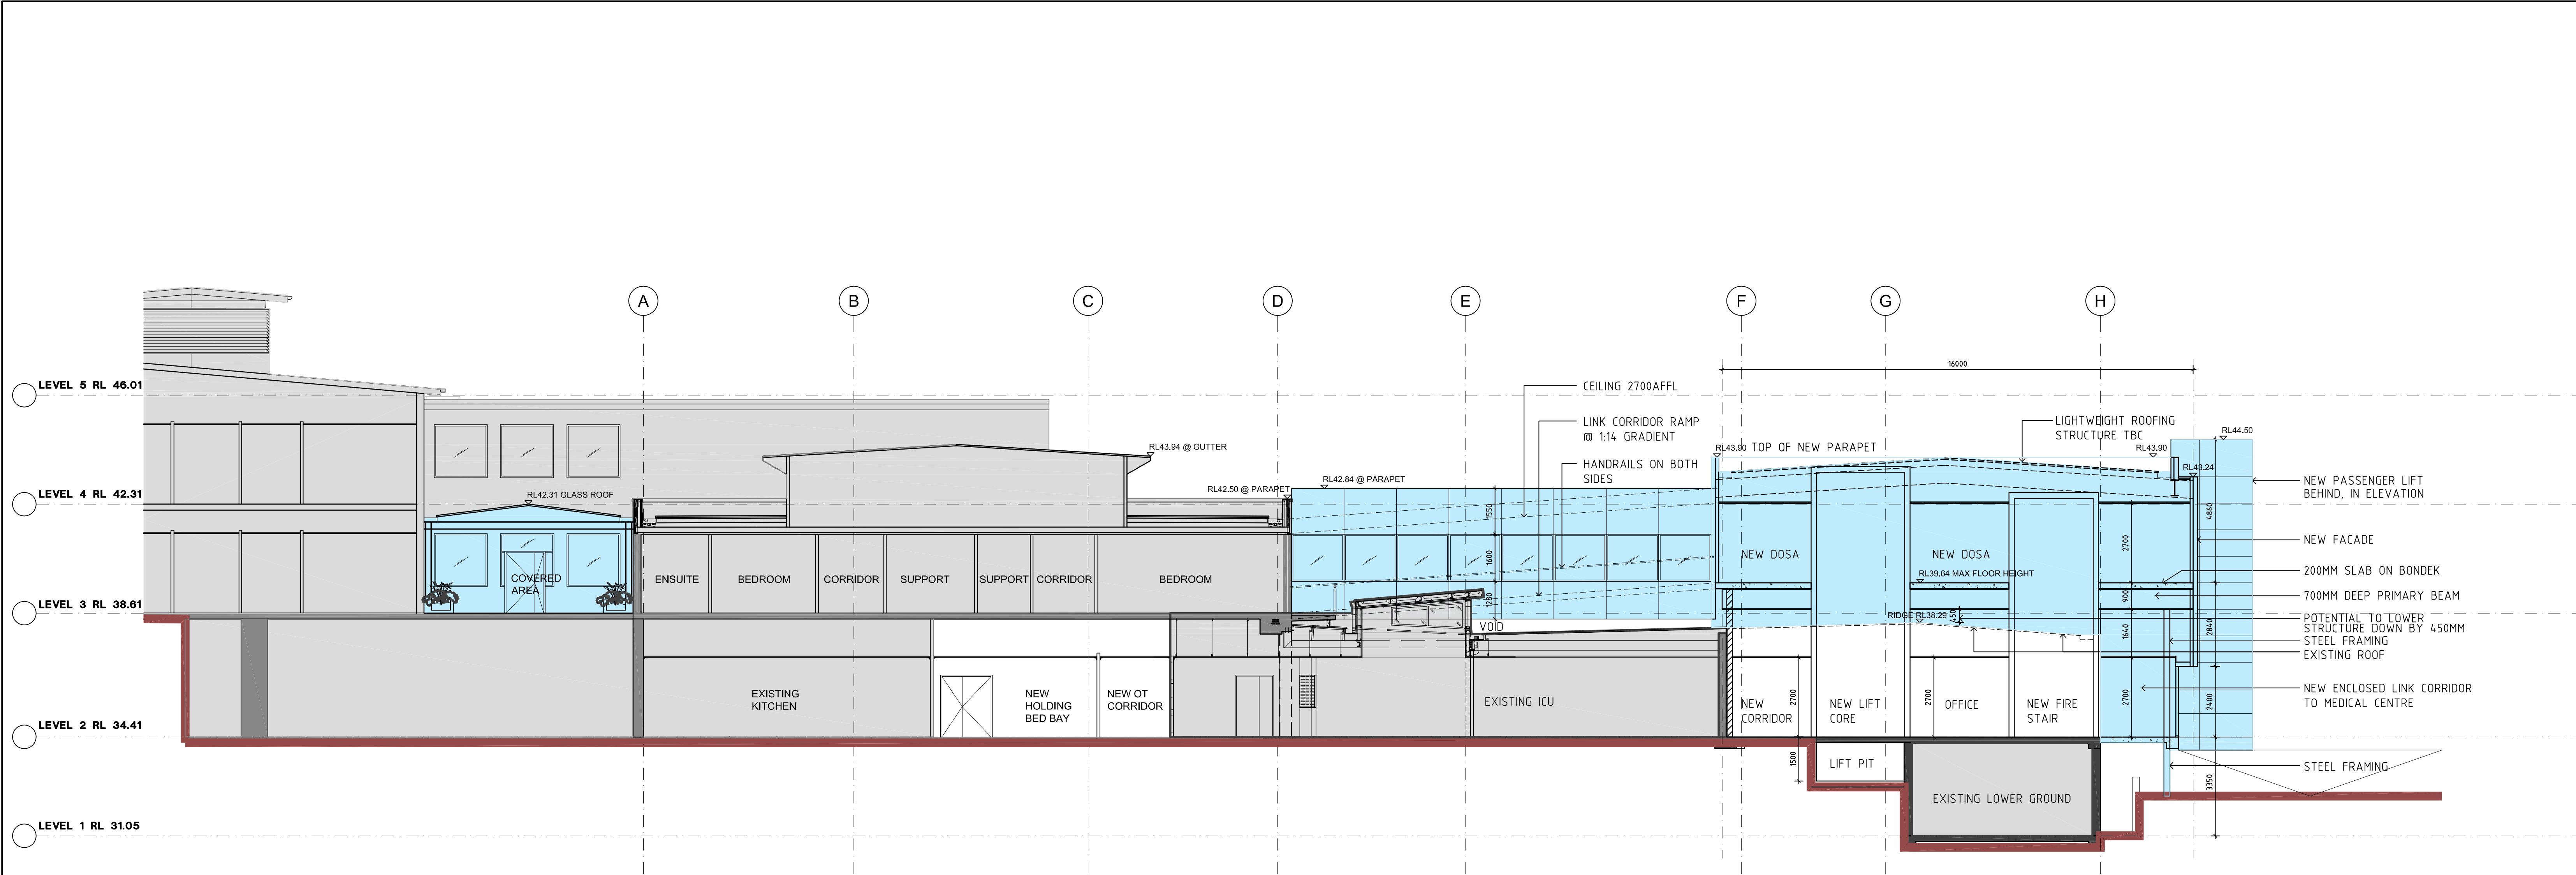 A
B
C
D
E
F
G
H
16000
LEVEL 5 RL 46.01
CEILING 2700AFFL
LINK CORRIDOR RAMP
@ 1:14 GRADIENT
HANDRAILS ON BOTH
SIDES
LIGHTWEIGHT ROOFING
STRUCTURE TBC
RL44.50
RL43,94 @ GUTTER
RL43.90
TOP OF NEW PARAPET
RL43,90
RL43,24
NEW PASSENGER LIFT
BEHIND, IN ELEVATION
LEVEL 4 RL 42.31
RL42,31 GLASS ROOF
RL42.50 @ PARAPET
RL42,84 @ PARAPET
1550
1600
1280
4860
2700
NEW FACADE
NEW DOSA
NEW DOSA
COVERED
AREA
ENSUITE
BEDROOM
CORRIDOR
SUPPORT
SUPPORT
CORRIDOR
BEDROOM
RL39,64 MAX FLOOR HEIGHT
200MM SLAB ON BONDEK
900
700MM DEEP PRIMARY BEAM
LEVEL 3 RL 38.61
RIDGE RL38.29
450
POTENTIAL TO LOWER
STRUCTURE DOWN BY 450MM
VOID
1640
2840
STEEL FRAMING
EXISTING ROOF
EXISTING
KITCHEN
NEW
HOLDING
BED BAY
NEW OT
CORRIDOR
EXISTING ICU
NEW
CORRIDOR
2700
NEW LIFT
CORE
2700
OFFICE
NEW FIRE
STAIR
2700
2400
NEW ENCLOSED LINK CORRIDOR
TO MEDICAL CENTRE
LEVEL 2 RL 34.41
1500
LIFT PIT
3350
STEEL FRAMING
EXISTING LOWER GROUND
LEVEL 1 RL 31.05